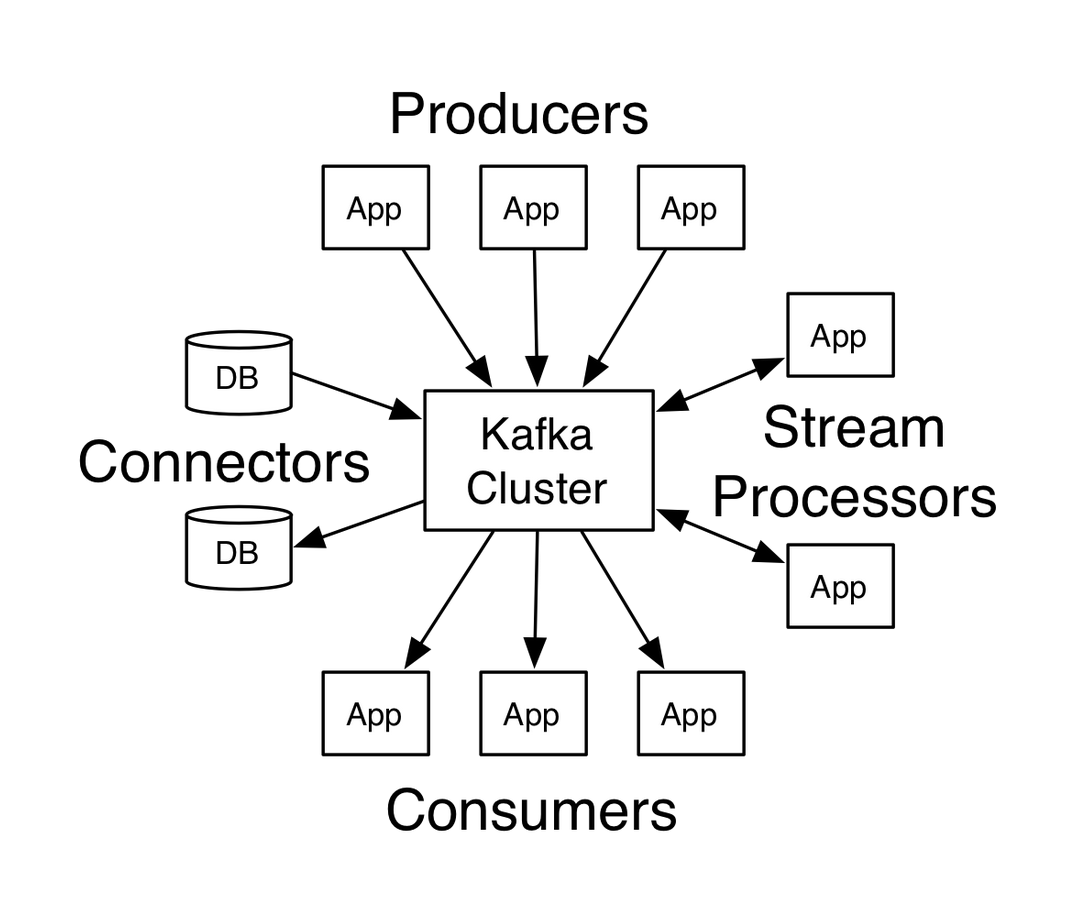 Producers
App
App
App
App
DB
Stream
Kafka
Connectors
Cluster
Processors
DB
App
App
App
App
Consumers